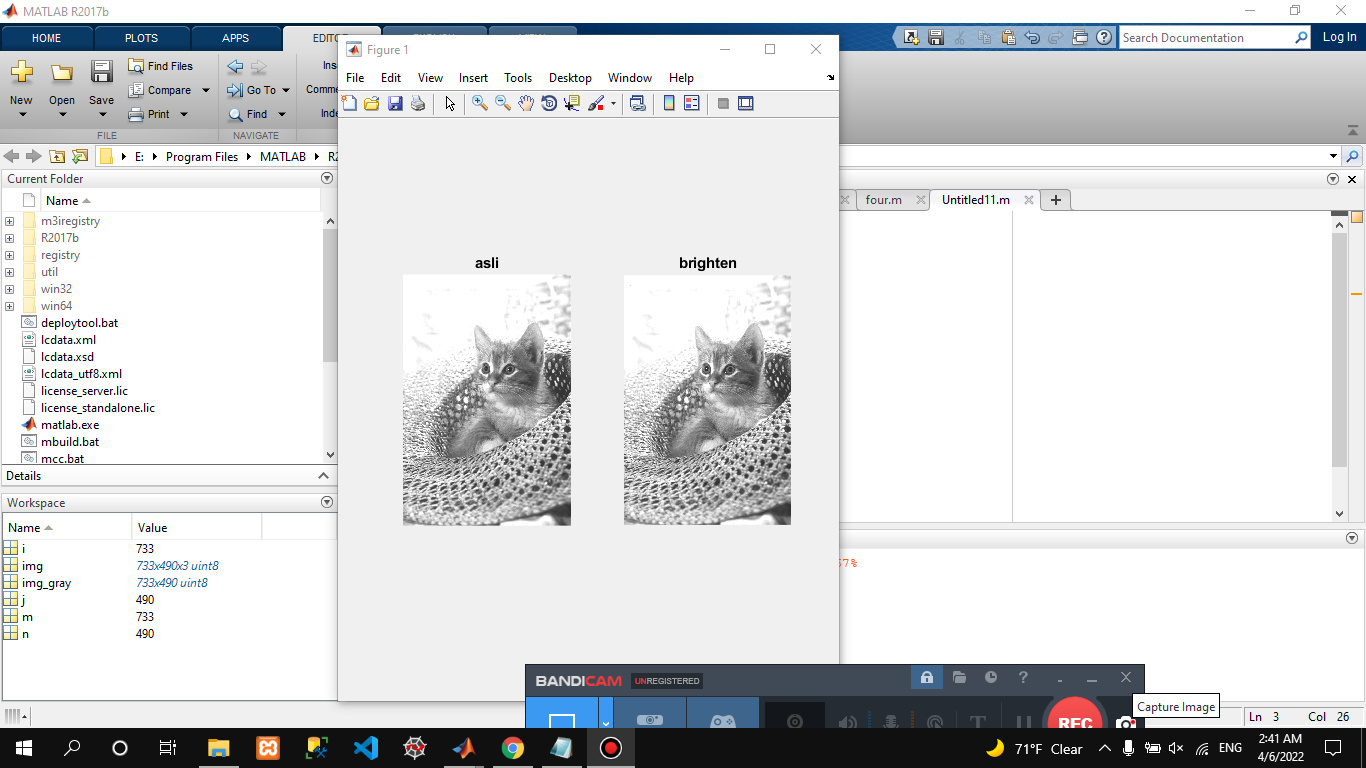 MATLAB R2017b
HOME
PLOTS
APPS
Search Documentation
Log In
New
Open
Save
Find Files
Compare
Print
Go To
Find
FILE
NAVIGATE
E: Program Files MATLAB
Current Folder
Name
m3iregistry
R2017b
registry
util
win32
win64
deploytool.bat
lcdata.xml
lcdata.xsd
lcdata_utf8.xml
license_server.lic
license_standalone.lic
matlab.exe
mbuild.bat
mcc.bat
Details
Workspace
Name Value
i 733
img 733x490x3 uint8
img_gray 733x490 uint8
j 490
m 733
n 490
Figure 1
File Edit View Insert Tools Desktop Window Help
asli
brighten
four.m
Untitled11.m
BANDICAM UNREGISTERED
REC
Capture Image
Ln 3 Col 26
71°F Clear
ENG
2:41 AM
4/6/2022